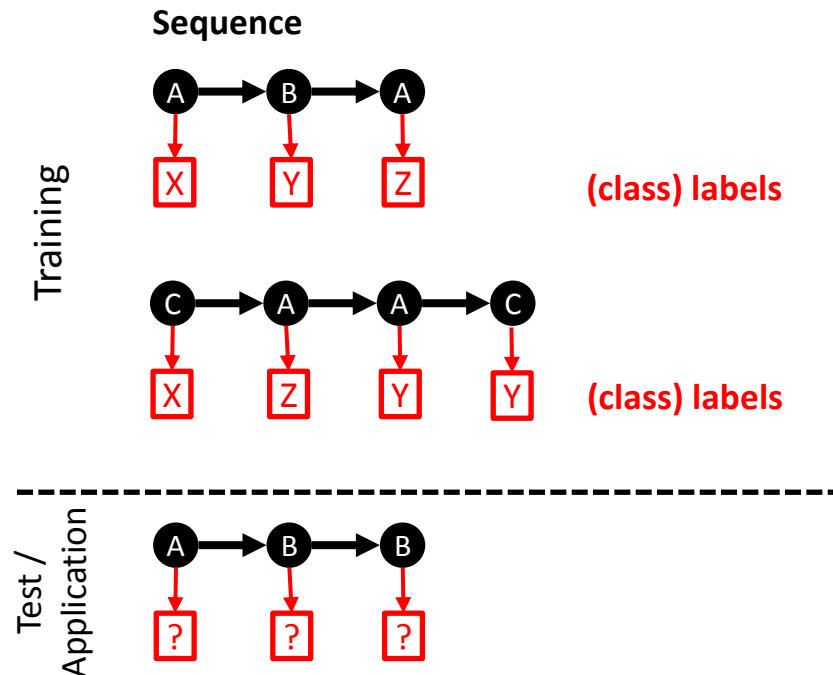 Sequence
Training
A B A
X Y Z
(class) labels
C A A C
X Z Y Y
(class) labels
Test /
Application
A B B
? ? ?